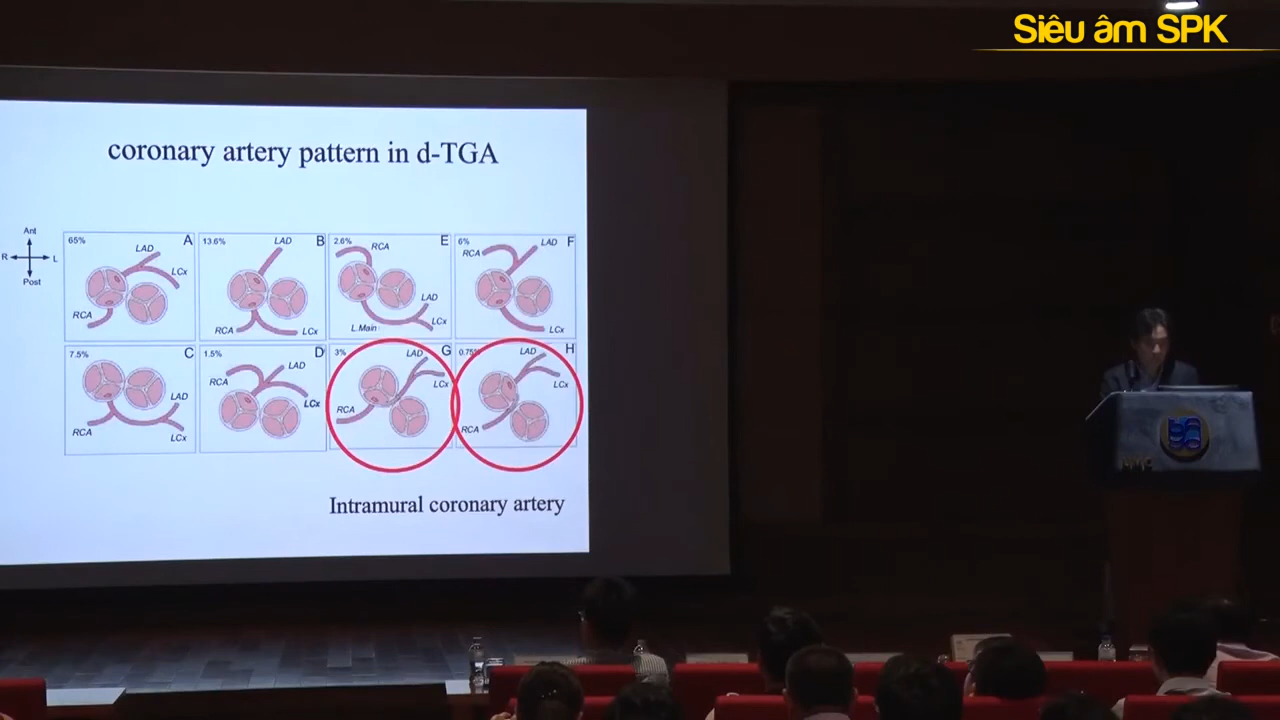 Siêu âm SPK
coronary artery pattern in d-TGA
Ant
R L
Post
65% A
LAD
LCx
RCA
13.6% B
LAD
RCA LCx
2.6% E
RCA
LAD
LCx
L.Main
6% F
RCA LAD
LCx
7.5% C
LAD
RCA
LCx
1.5% D
LAD
RCA
LCx
3% G
LAD
LCx
RCA
H
LAD
LCx
RCA
Intramural coronary artery